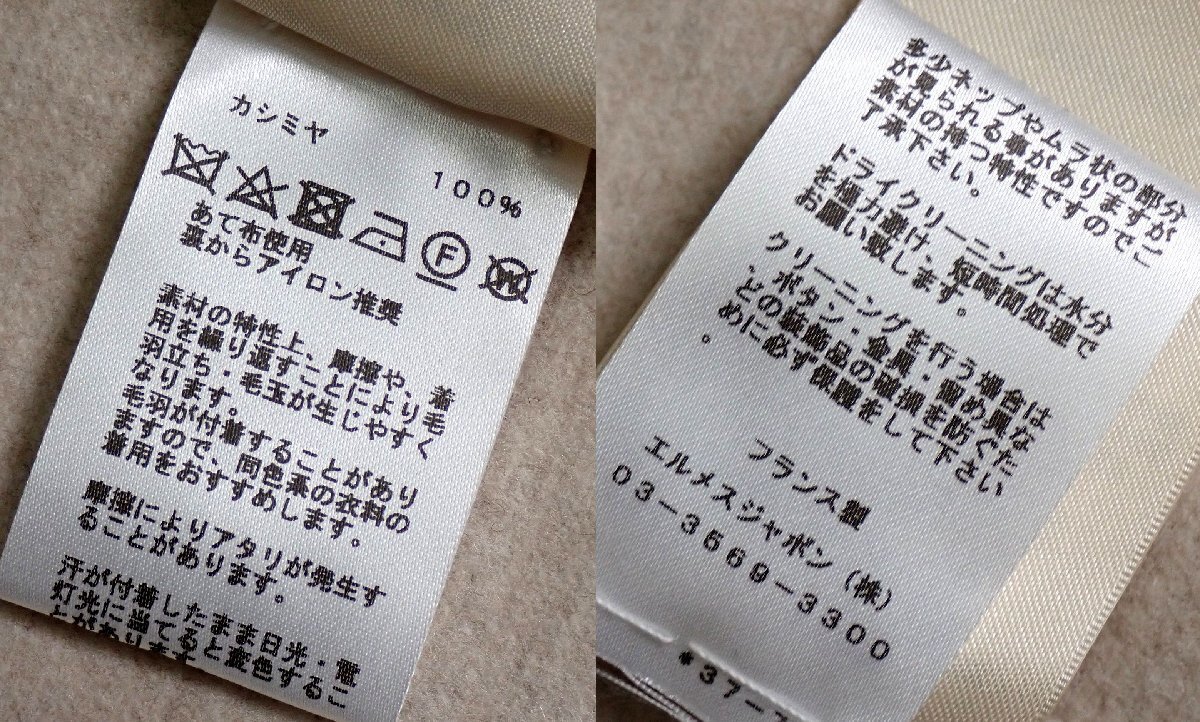 カシミヤ
100%
F
W
あて布使用
裏からアイロン推奨
素材の特性上、摩擦や、着
用を繰り返すことにより毛
羽立ち・毛玉が生じやすく
なります。
毛羽が付着することがあり
ますので、同色系の衣料の
着用をおすすめします。
摩擦によりアタリが発生す
ることがあります。
汗が付着したまま日光・電
灯光に当てると変色するこ
とがあります
多少ネップやムラ状の部分
が見られる事がありますが
素材の持つ特性ですのでご
了承下さい。
ドライクリーニングは水分
を極力避け、短時間処理で
お願い致します。
クリーニングを行う場合は
、ボタン・金具・留め具な
どの装飾品の破損を防ぐた
めに必ず保護をして下さい
。
フランス製
エルメスジャポン(株)
03-3569-3300
*37-7